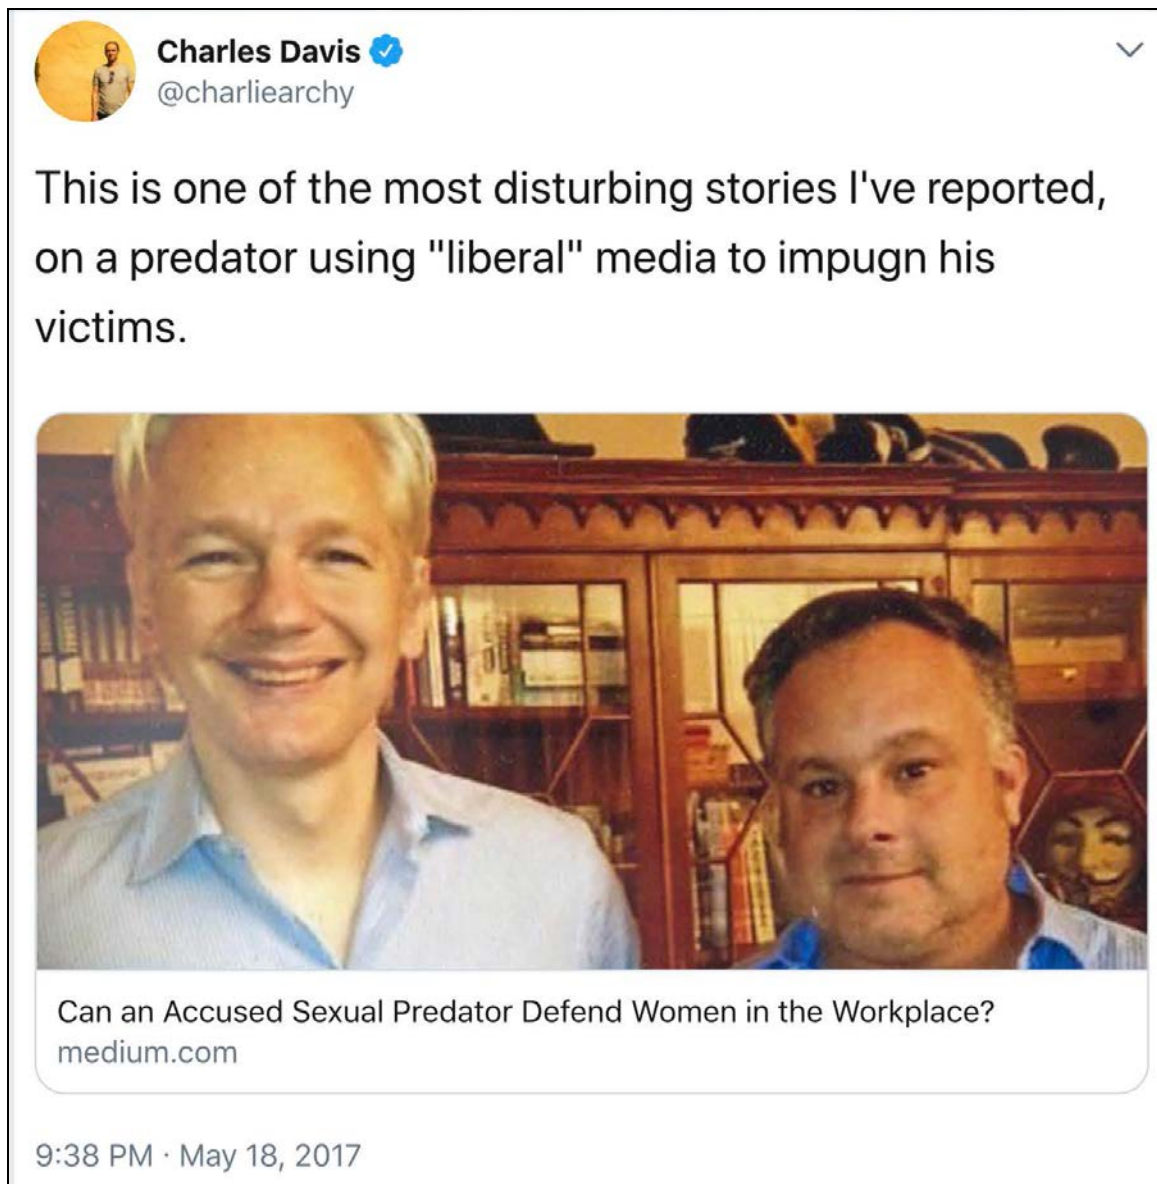 Charles Davis
@charliearchy
This is one of the most disturbing stories I've reported,
on a predator using "liberal" media to impugn his
victims.
Can an Accused Sexual Predator Defend Women in the Workplace?
medium.com
9:38 PM · May 18, 2017